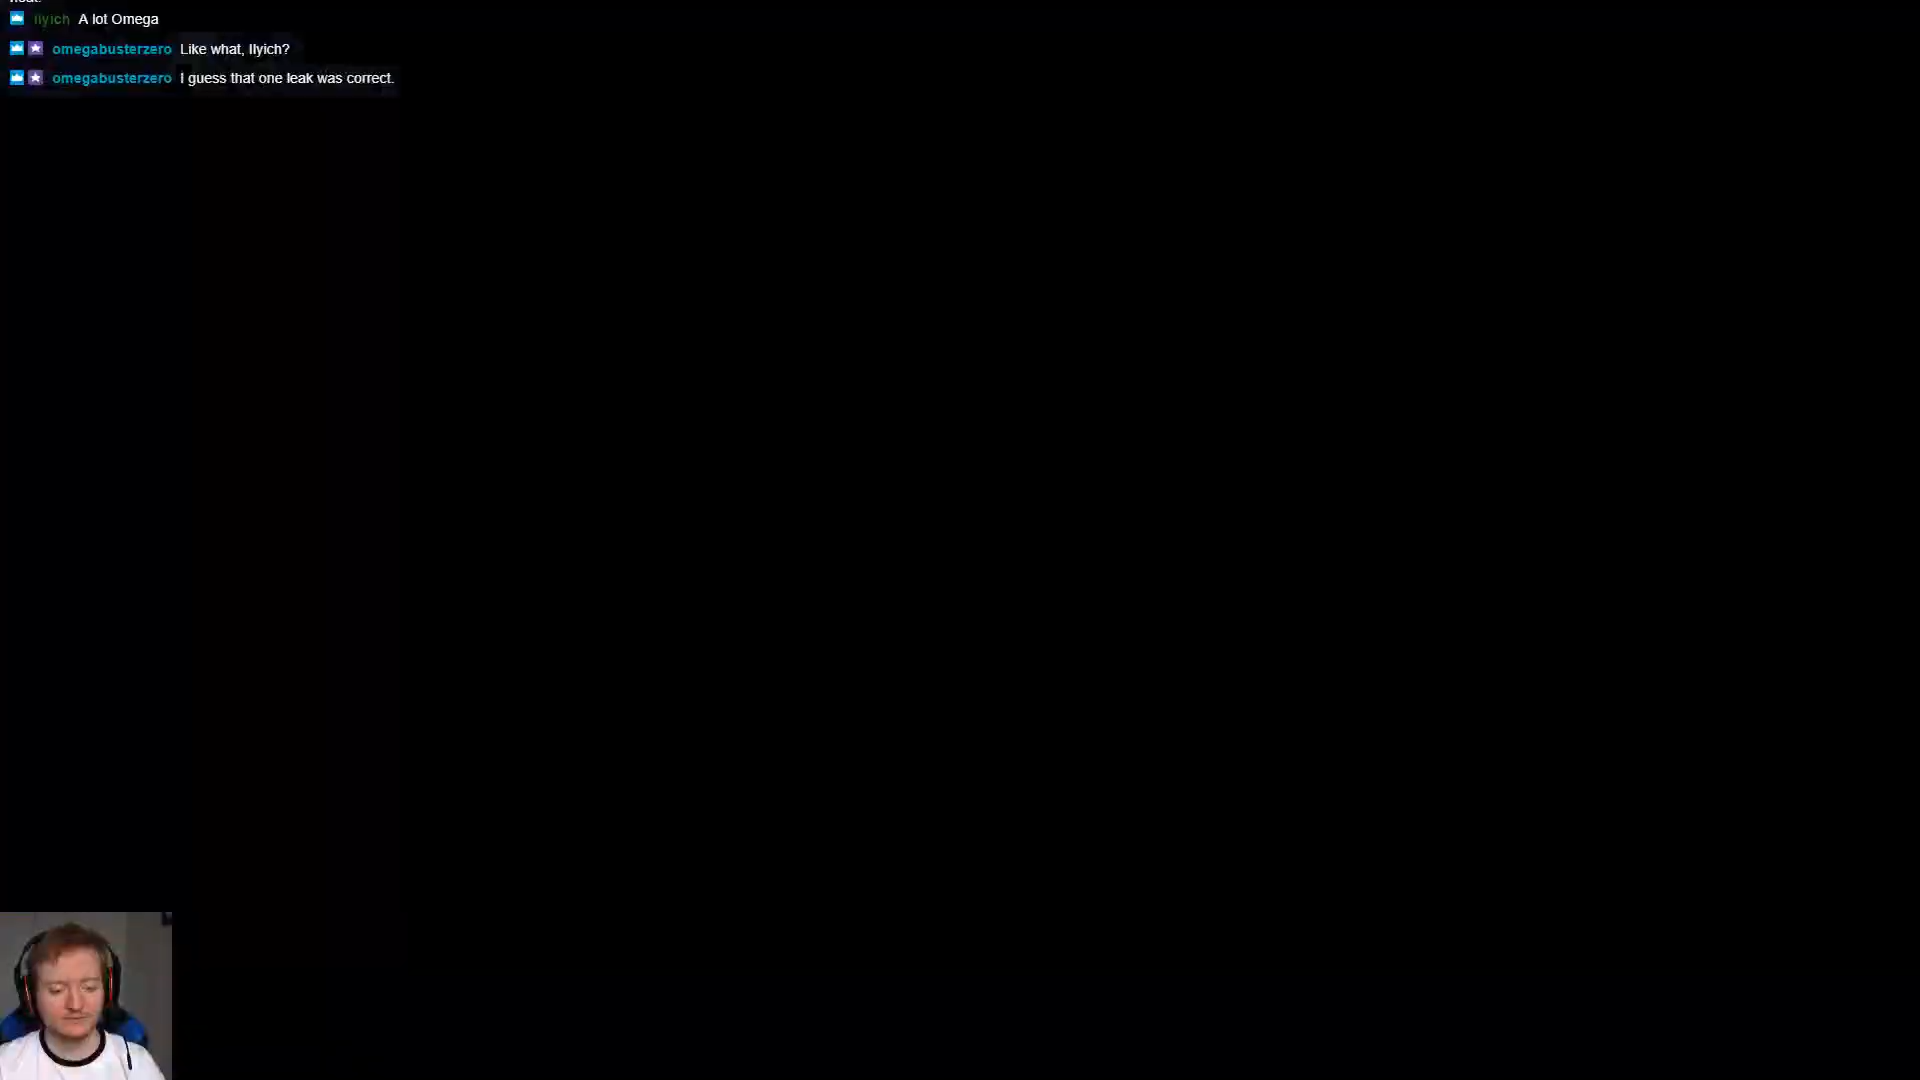 Ilyich A lot Omega
omegabusterzero Like what, Ilyich?
omegabusterzero I guess that one leak was correct.